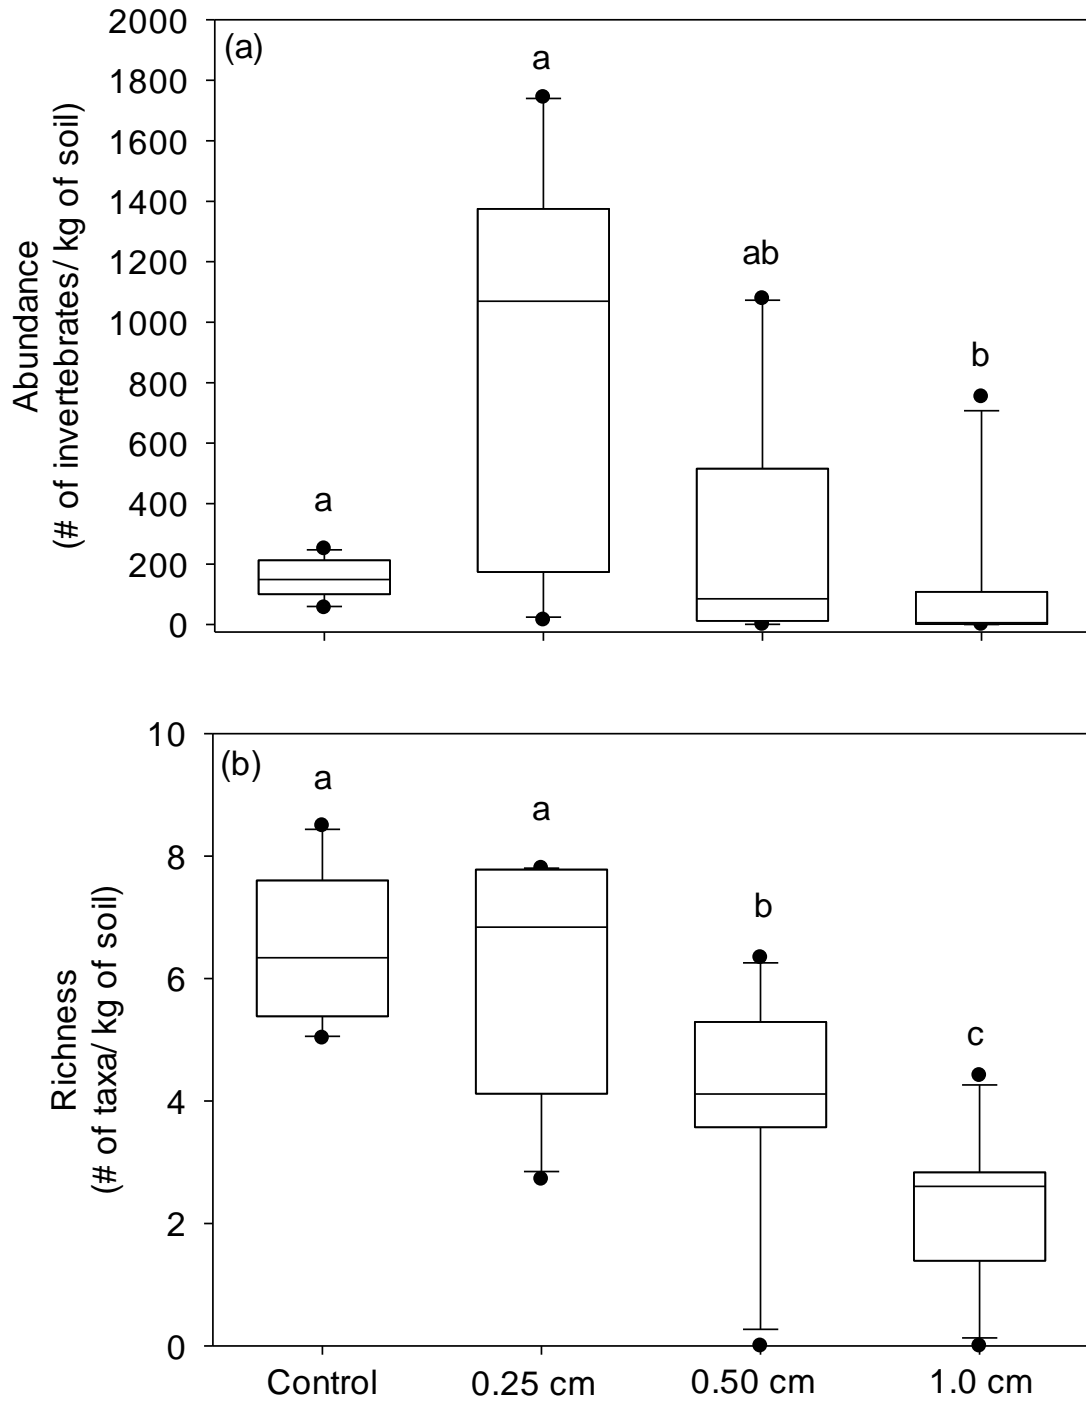 2000
(a)
a
1800
1600
1400
1200
ab
1000
b
800
600
a
400
200
0
Abundance
(# of invertebrates/ kg of soil)
10
(b)
a
a
8
b
6
c
4
2
0
Richness
(# of taxa/ kg of soil)
Control
0.25 cm
0.50 cm
1.0 cm